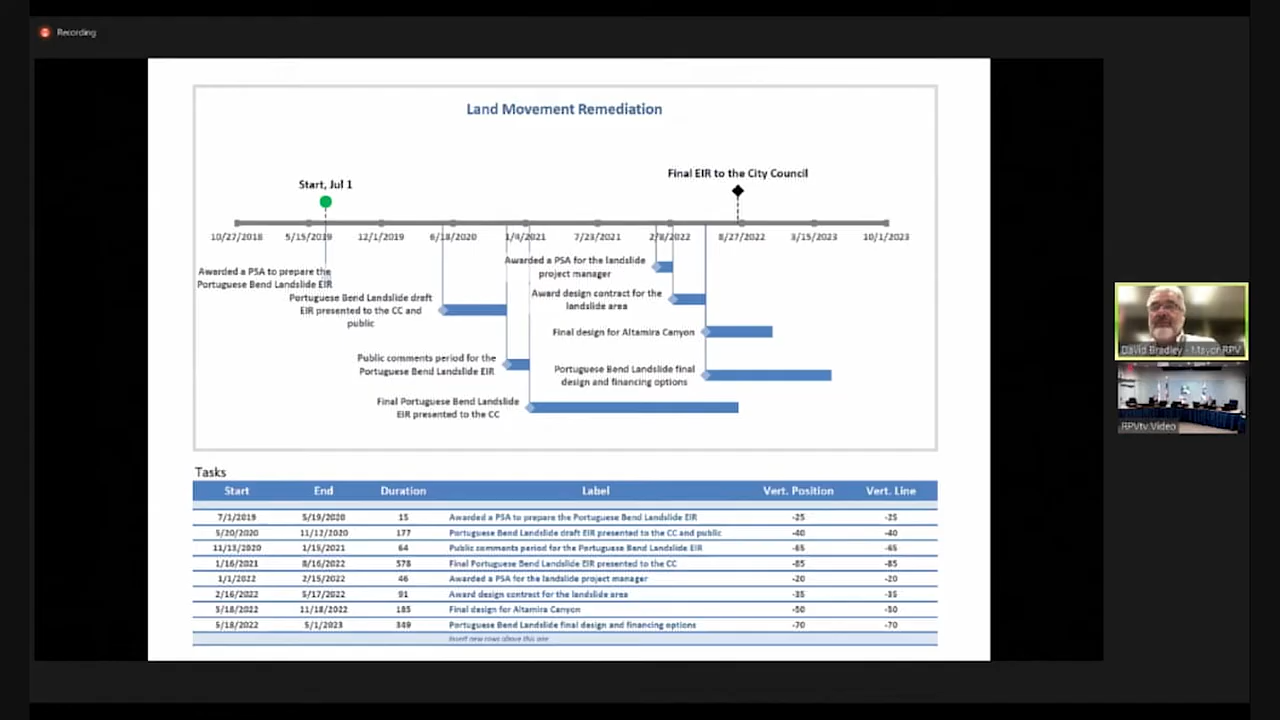 Recording
Land Movement Remediation
Start, Jul 1
Final EIR to the City Council
10/27/2018 5/15/2019 12/1/2019 6/18/2020 1/4/2021 7/23/2021 2/8/2022 8/27/2022 3/15/2023 10/1/2023
Awarded a PSA to prepare the
Portuguese Bend Landslide EIR
Portuguese Bend Landslide draft
EIR presented to the CC and
public
Public comments period for the
Portuguese Bend Landslide EIR
Final Portuguese Bend Landslide
EIR presented to the CC
Awarded a PSA for the landslide
project manager
Award design contract for the
landslide area
Final design for Altamira Canyon
Portuguese Bend Landslide final
design and financing options
David Bradley - Mayor RPV
RPVtv Video
Tasks
Start End Duration Label Vert. Position Vert. Line
7/1/2019 5/19/2020 15 Awarded a PSA to prepare the Portuguese Bend Landslide EIR -25 -25
5/20/2020 11/12/2020 177 Portuguese Bend Landslide draft EIR presented to the CC and public -40 -40
11/13/2020 1/15/2021 64 Public comments period for the Portuguese Bend Landslide EIR -65 -65
1/16/2021 8/16/2022 578 Final Portuguese Bend Landslide EIR presented to the CC -85 -85
1/1/2022 2/15/2022 46 Awarded a PSA for the landslide project manager -20 -20
2/16/2022 5/17/2022 91 Award design contract for the landslide area -35 -35
5/18/2022 11/18/2022 185 Final design for Altamira Canyon -50 -50
5/18/2022 5/1/2023 349 Portuguese Bend Landslide final design and financing options -70 -70
Insert new rows above this one